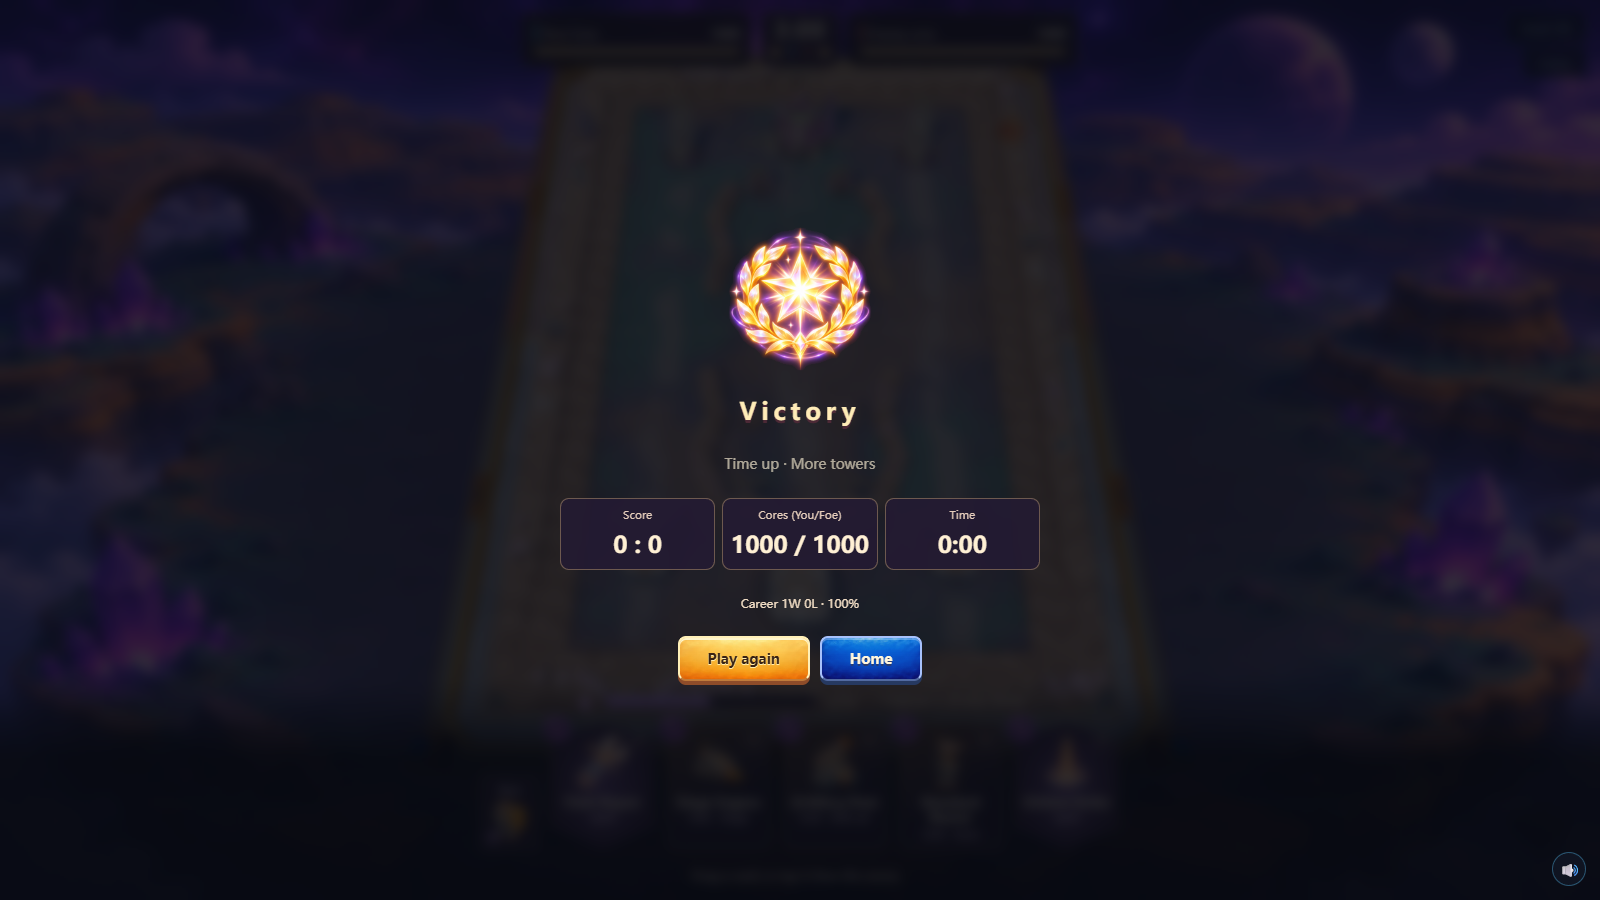 Victory
Time up · More towers
Score
0 : 0
Cores (You/Foe)
1000 / 1000
Time
0:00
Career 1W 0L · 100%
Play again
Home